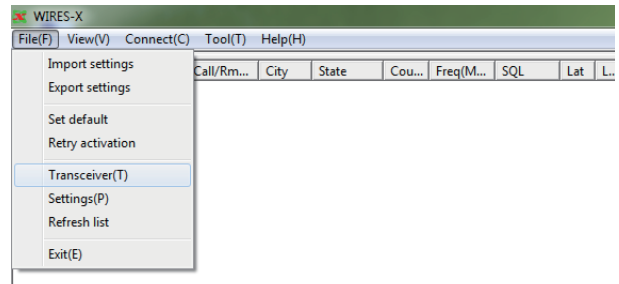 WIRES-X
File(F) View(V) Connect(C) Tool(T) Help(H)
Call/Rm... City State Cou... Freq(M... SQL Lat L...
Import settings
Export settings
Set default
Retry activation
Transceiver(T)
Settings(P)
Refresh list
Exit(E)